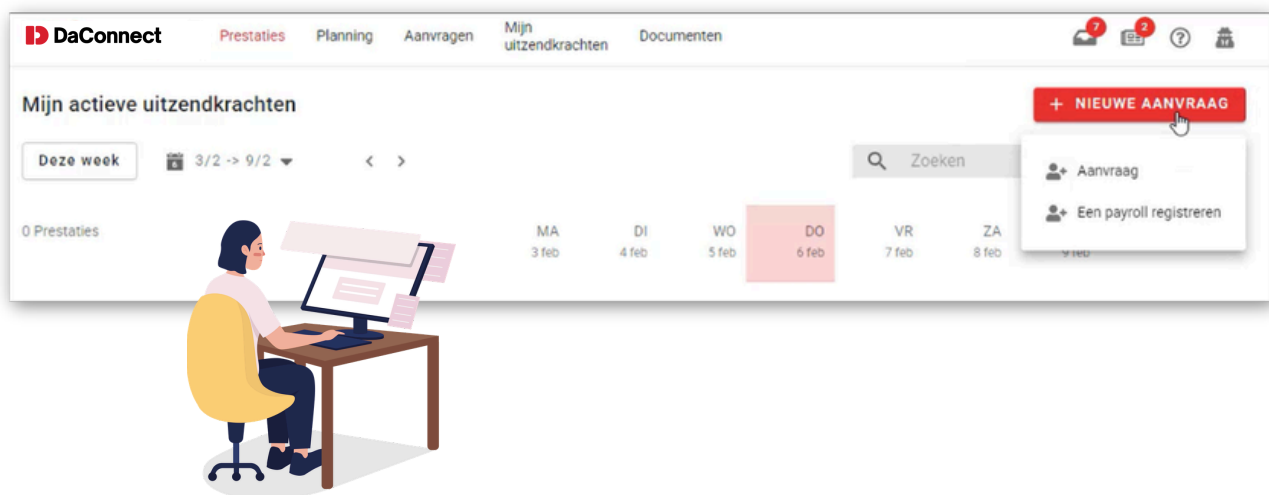 DaConnect
Prestaties
Planning
Aanvragen
Mijn
uitzendkrachten
Documenten
7
2
Mijn actieve uitzendkrachten
+ NIEUWE AANVRAAG
Deze week
3/2 -> 9/2
Zoeken
Aanvraag
Een payroll registreren
0 Prestaties
MA
DI
WO
DO
VR
ZA
3 feb
4 feb
5 feb
6 feb
7 feb
8 feb
9 feb